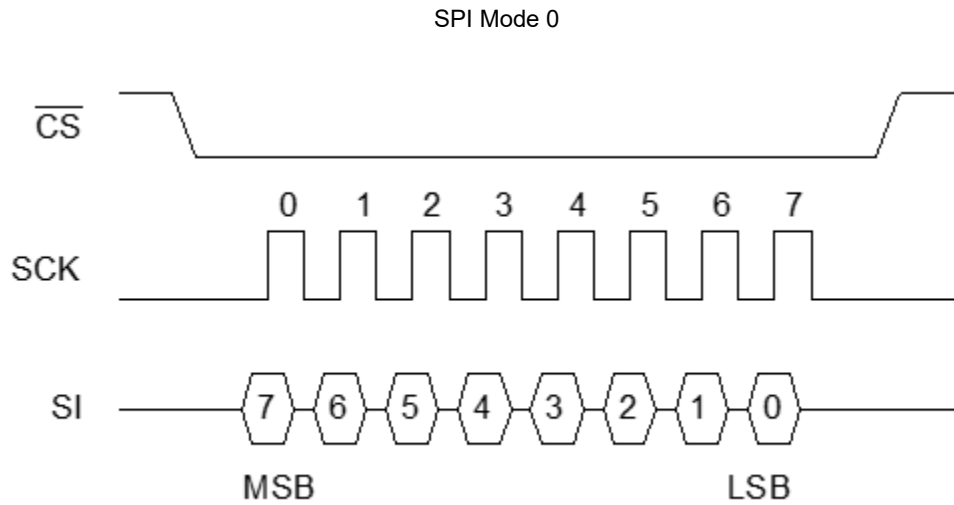 SPI Mode 0
CS
0 1 2 3 4 5 6 7
SCK
SI 7 6 5 4 3 2 1 0
MSB LSB